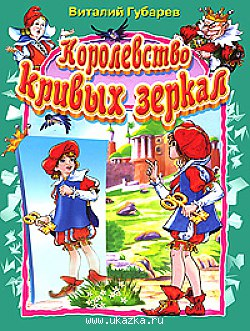 Виталий Губарев
Королевство
кривых зеркал
www.ukazka.ru